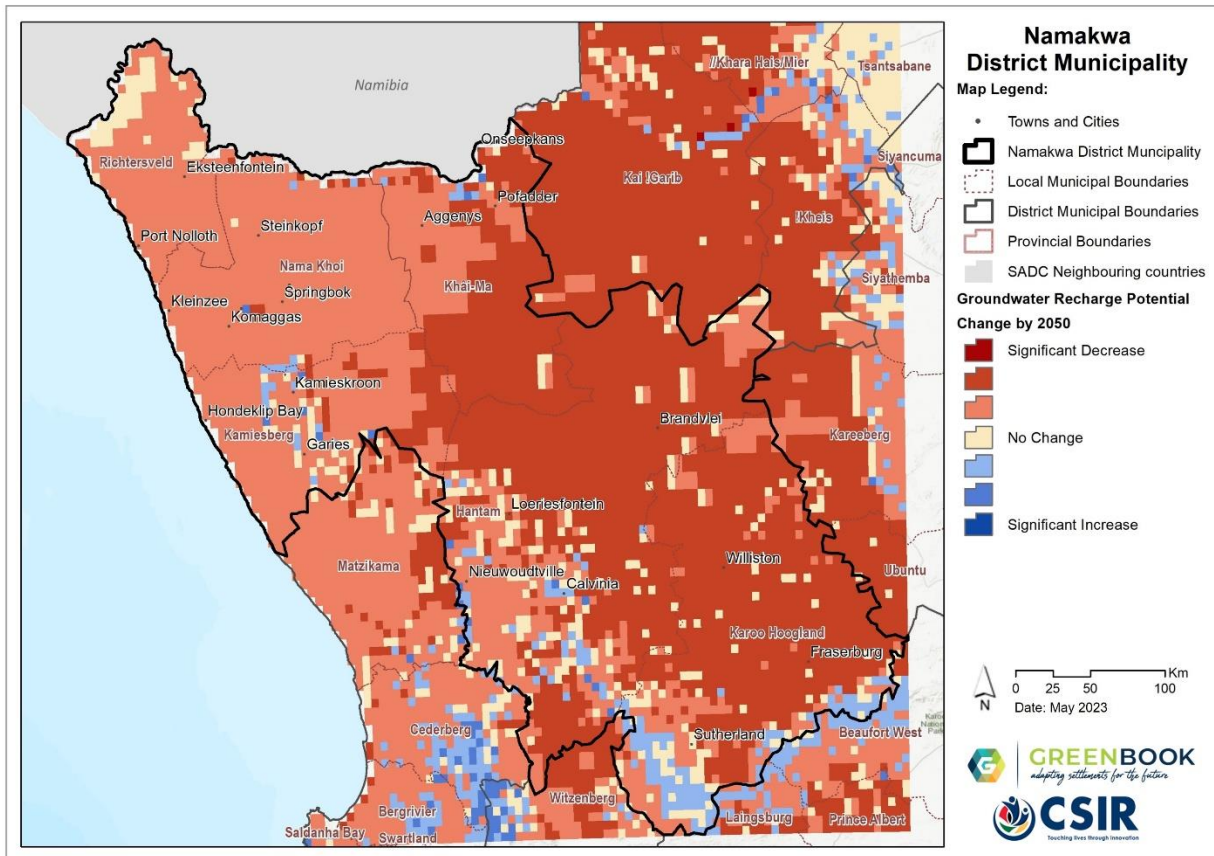 Namibia
//Khara Hais/Mier
Tsantsabane
Onseepkans
Siyancuma
Richtersveld
Eksteenfontein
Kai !Garib
Pofadder
!Kheis
Aggenys
Steinkopf
Port Nolloth
Nama Khoi
Siyathemba
Khâi-Ma
Springbok
Kleinzee
Komaggas
Kamieskroon
Hondeklip Bay
Brandvlei
Kamiesberg
Kareeberg
Garies
Loeriesfontein
Hantam
Matzikama
Williston
Ubuntu
Nieuwoudtville
Calvinia
Karoo Hoogland
Fraserburg
Cederberg
Sutherland
Beaufort West
Witzenberg
Bergrivier
Laingsburg
Prince Albert
Saldanha Bay
Swartland
Namakwa
District Municipality
Map Legend:
Towns and Cities
Namakwa District Muncipality
Local Municipal Boundaries
District Municipal Boundaries
Provincial Boundaries
SADC Neighbouring countries
Groundwater Recharge Potential
Change by 2050
Significant Decrease
No Change
Significant Increase
N
0 25 50 100 Km
Date: May 2023
G GREENBOOK
adapting settlements for the future
CSIR
Touching lives through innovation